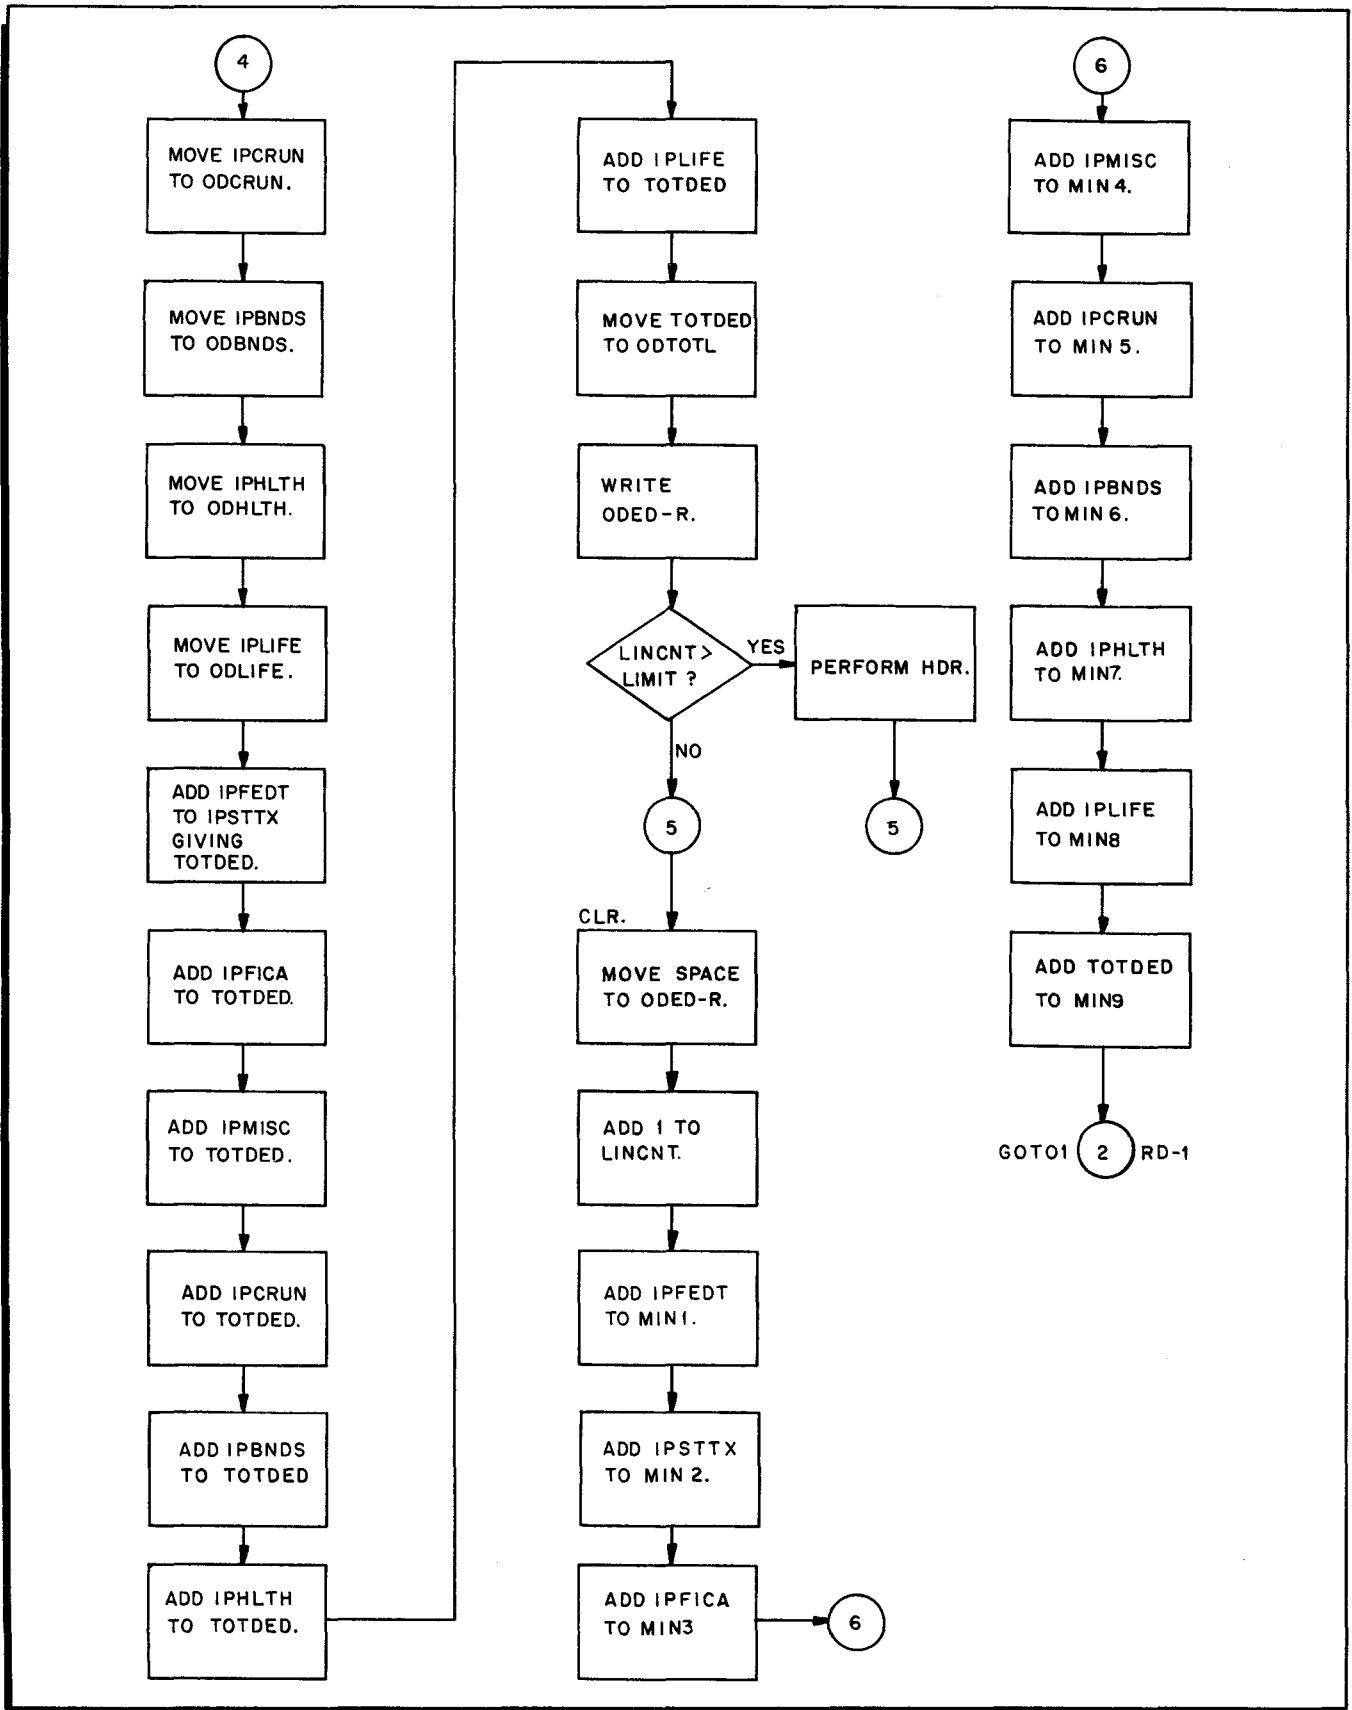 4
MOVE IPCRUN
TO ODCRUN.
MOVE IPBNDS
TO ODBNDS.
MOVE IPHLTH
TO ODHLTH.
MOVE IPLIFE
TO ODLIFE.
ADD IPFEDT
TO IPSTTX
GIVING
TOTDED.
ADD IPFICA
TO TOTDED.
ADD IPMISC
TO TOTDED.
ADD IPCRUN
TO TOTDED.
ADD IPBNDS
TO TOTDED
ADD IPHLTH
TO TOTDED.
ADD IPLIFE
TO TOTDED
MOVE TOTDED
TO ODTOTL
WRITE
ODED-R.
LINCNT>
LIMIT ?
YES
PERFORM HDR.
5
NO
5
CLR.
MOVE SPACE
TO ODED-R.
ADD 1 TO
LINCNT.
ADD IPFEDT
TO MIN1.
ADD IPSTTX
TO MIN 2.
ADD IPFICA
TO MIN3
6
6
ADD IPMISC
TO MIN 4.
ADD IPCRUN
TO MIN 5.
ADD IPBNDS
TO MIN 6.
ADD IPHLTH
TO MIN7.
ADD IPLIFE
TO MIN8
ADD TOTDED
TO MIN9
GOTO1 2 RD-1